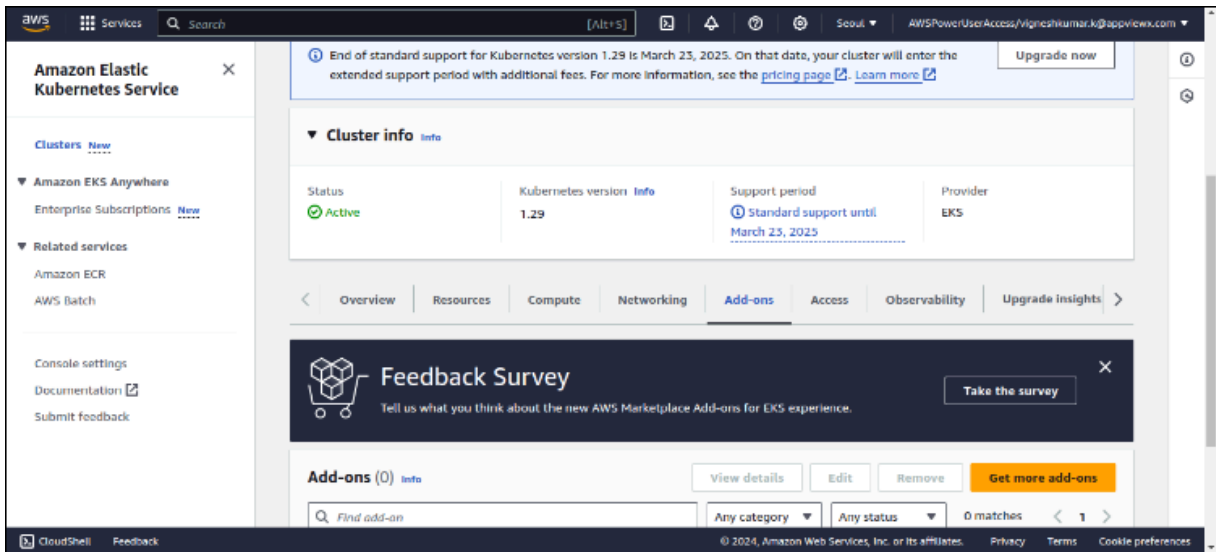 aws Services Search [Alt+S] Seoul ▼ AWSPowerUserAccess/vigneshkumar.k@appviewx.com ▼
Amazon Elastic
Kubernetes Service
Clusters New
Amazon EKS Anywhere
Enterprise Subscriptions New
Related services
Amazon ECR
AWS Batch
Console settings
Documentation
Submit feedback
End of standard support for Kubernetes version 1.29 is March 23, 2025. On that date, your cluster will enter the
extended support period with additional fees. For more information, see the pricing page. Learn more
Upgrade now
Cluster info Info
Status
Active
Kubernetes version Info
1.29
Support period
Standard support until
March 23, 2025
Provider
EKS
Overview Resources Compute Networking Add-ons Access Observability Upgrade insights
Feedback Survey
Tell us what you think about the new AWS Marketplace Add-ons for EKS experience.
Take the survey
Add-ons (0) Info View details Edit Remove Get more add-ons
Find add-on Any category Any status 0 matches 1
CloudShell Feedback © 2024, Amazon Web Services, Inc. or its affiliates. Privacy Terms Cookie preferences